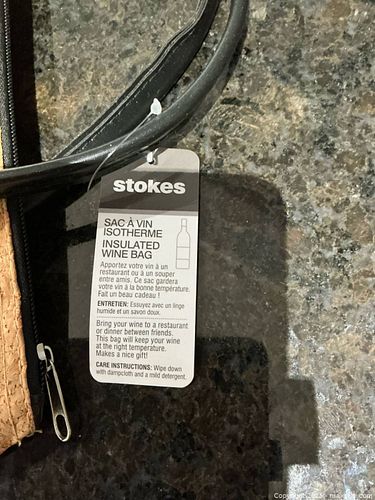 stokes
SAC À VIN
ISOTHERME
INSULATED
WINE BAG
Apportez votre vin à un
restaurant ou à un souper
entre amis. Ce sac gardera
votre vin à la bonne température.
Fait un beau cadeau !
ENTRETIEN: Essuyez avec un linge
humide et un savon doux.
Bring your wine to a restaurant
or dinner between friends.
This bag will keep your wine
at the right temperature.
Makes a nice gift!
CARE INSTRUCTIONS: Wipe down
with dampcloth and a mild detergent.